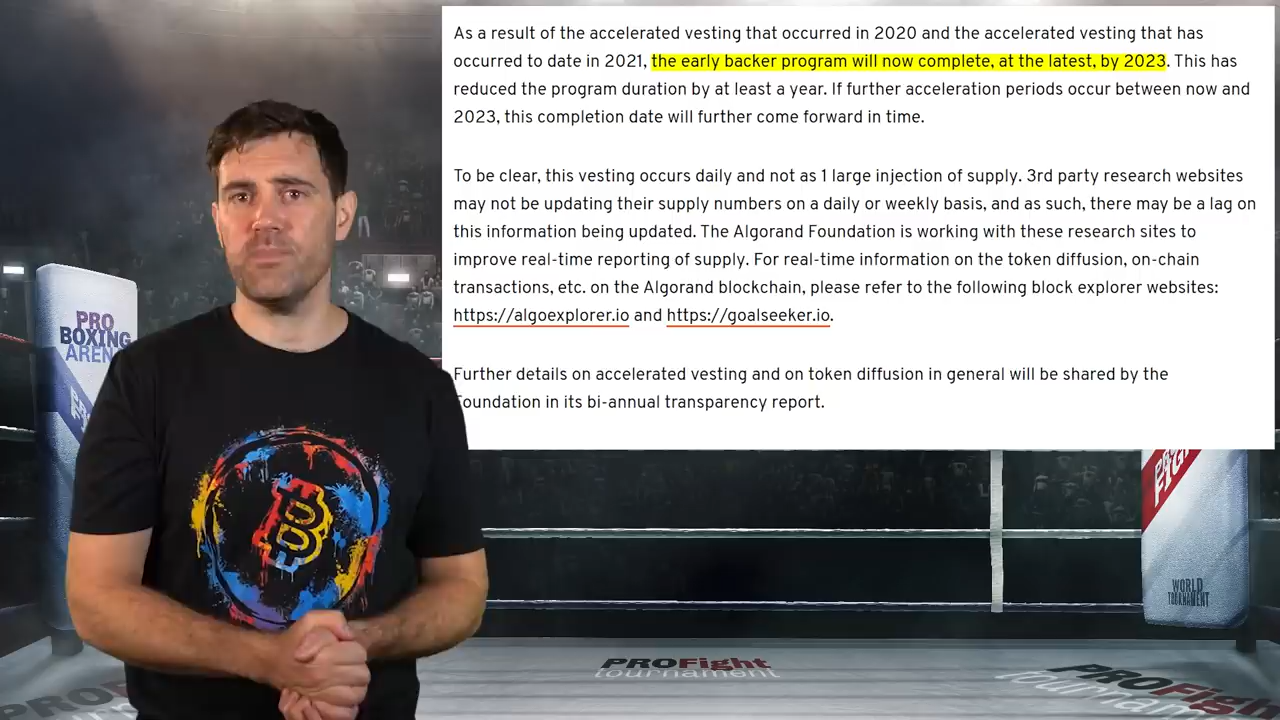 As a result of the accelerated vesting that occurred in 2020 and the accelerated vesting that has
occurred to date in 2021, the early backer program will now complete, at the latest, by 2023. This has
reduced the program duration by at least a year. If further acceleration periods occur between now and
2023, this completion date will further come forward in time.
To be clear, this vesting occurs daily and not as 1 large injection of supply. 3rd party research websites
may not be updating their supply numbers on a daily or weekly basis, and as such, there may be a lag on
this information being updated. The Algorand Foundation is working with these research sites to
improve real-time reporting of supply. For real-time information on the token diffusion, on-chain
transactions, etc. on the Algorand blockchain, please refer to the following block explorer websites:
https://algoexplorer.io and https://goalseeker.io.
Further details on accelerated vesting and on token diffusion in general will be shared by the
Foundation in its bi-annual transparency report.
PRO
BOXING
ARENA
WORLD
TOURNAMENT
PROFight
tournament
PROFight
tournam